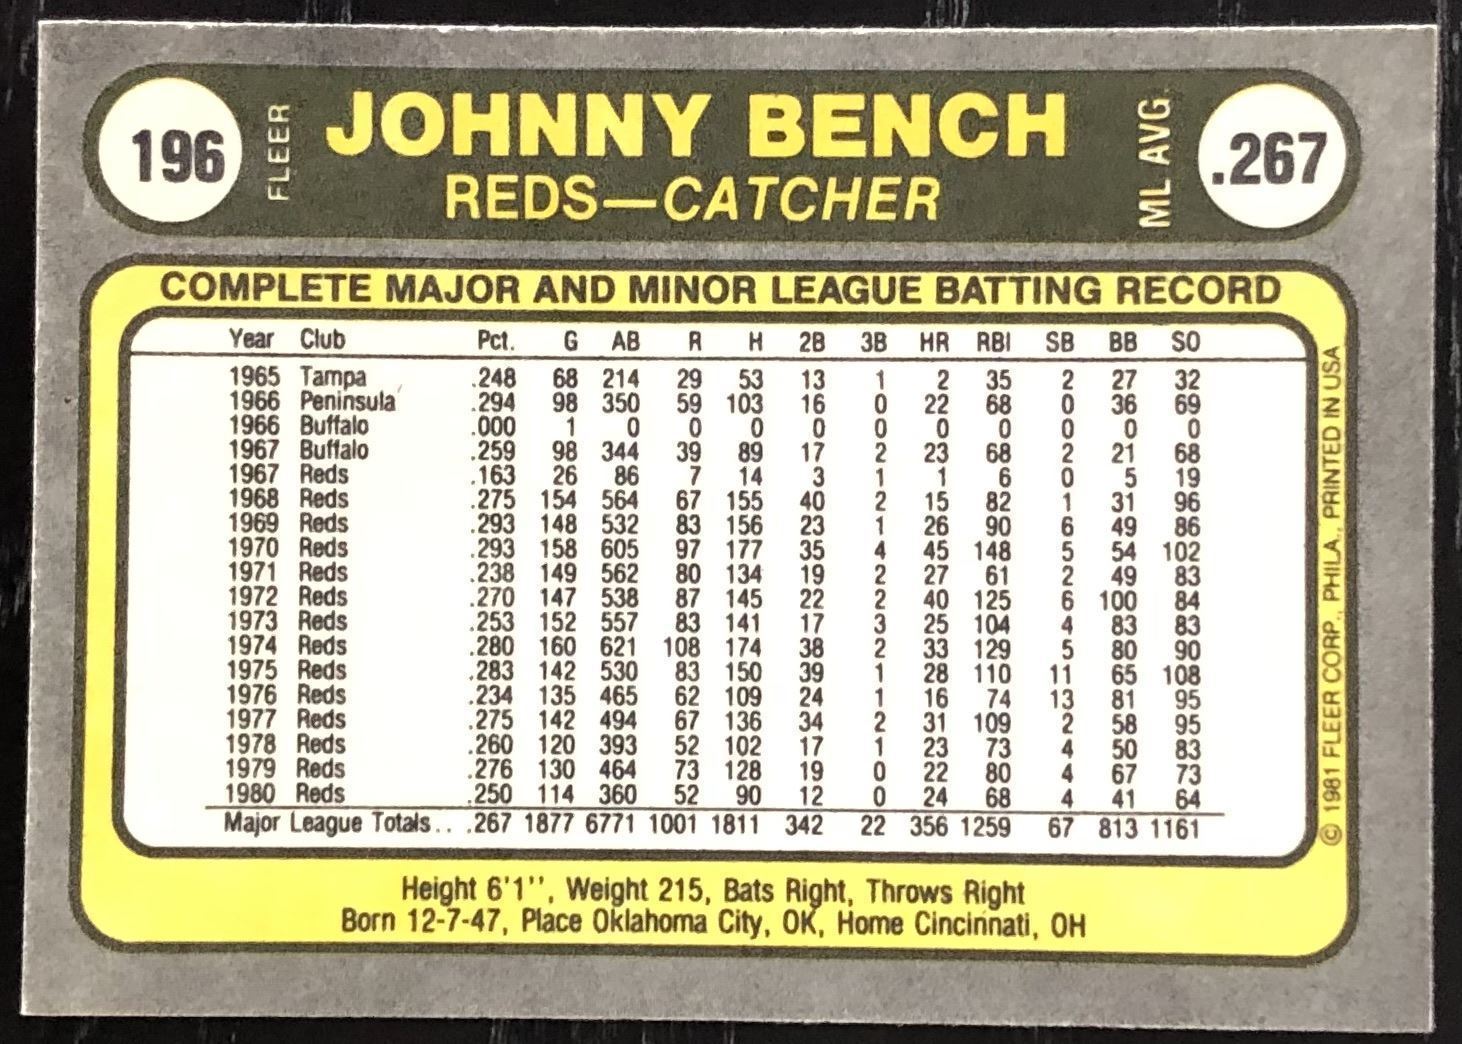 196
FLEER
JOHNNY BENCH
REDS—CATCHER
ML AVG.
.267
COMPLETE MAJOR AND MINOR LEAGUE BATTING RECORD
Year Club Pct. G AB R H 2B 3B HR RBI SB BB SO
1965 Tampa .248 68 214 29 53 13 1 2 35 2 27 32
1966 Peninsula .294 98 350 59 103 16 0 22 68 0 36 69
1966 Buffalo .000 1 0 0 0 0 0 0 0 0 0 0
1967 Buffalo .259 98 344 39 89 17 2 23 68 2 21 68
1967 Reds .163 26 86 7 14 3 1 1 6 0 5 19
1968 Reds .275 154 564 67 155 40 2 15 82 1 31 96
1969 Reds .293 148 532 83 156 23 1 26 90 6 49 86
1970 Reds .293 158 605 97 177 35 4 45 148 5 54 102
1971 Reds .238 149 562 80 134 19 2 27 61 2 49 83
1972 Reds .270 147 538 87 145 22 2 40 125 6 100 84
1973 Reds .253 152 557 83 141 17 3 25 104 4 83 83
1974 Reds .280 160 621 108 174 38 2 33 129 5 80 90
1975 Reds .283 142 530 83 150 39 1 28 110 11 65 108
1976 Reds .234 135 465 62 109 24 1 16 74 13 81 95
1977 Reds .275 142 494 67 136 34 2 31 109 2 58 95
1978 Reds .260 120 393 52 102 17 1 23 73 4 50 83
1979 Reds .276 130 464 73 128 19 0 22 80 4 67 73
1980 Reds .250 114 360 52 90 12 0 24 68 4 41 64
Major League Totals.. .267 1877 6771 1001 1811 342 22 356 1259 67 813 1161
Height 6'1'', Weight 215, Bats Right, Throws Right
Born 12-7-47, Place Oklahoma City, OK, Home Cincinnati, OH
© 1981 FLEER CORP., PHILA., PRINTED IN USA